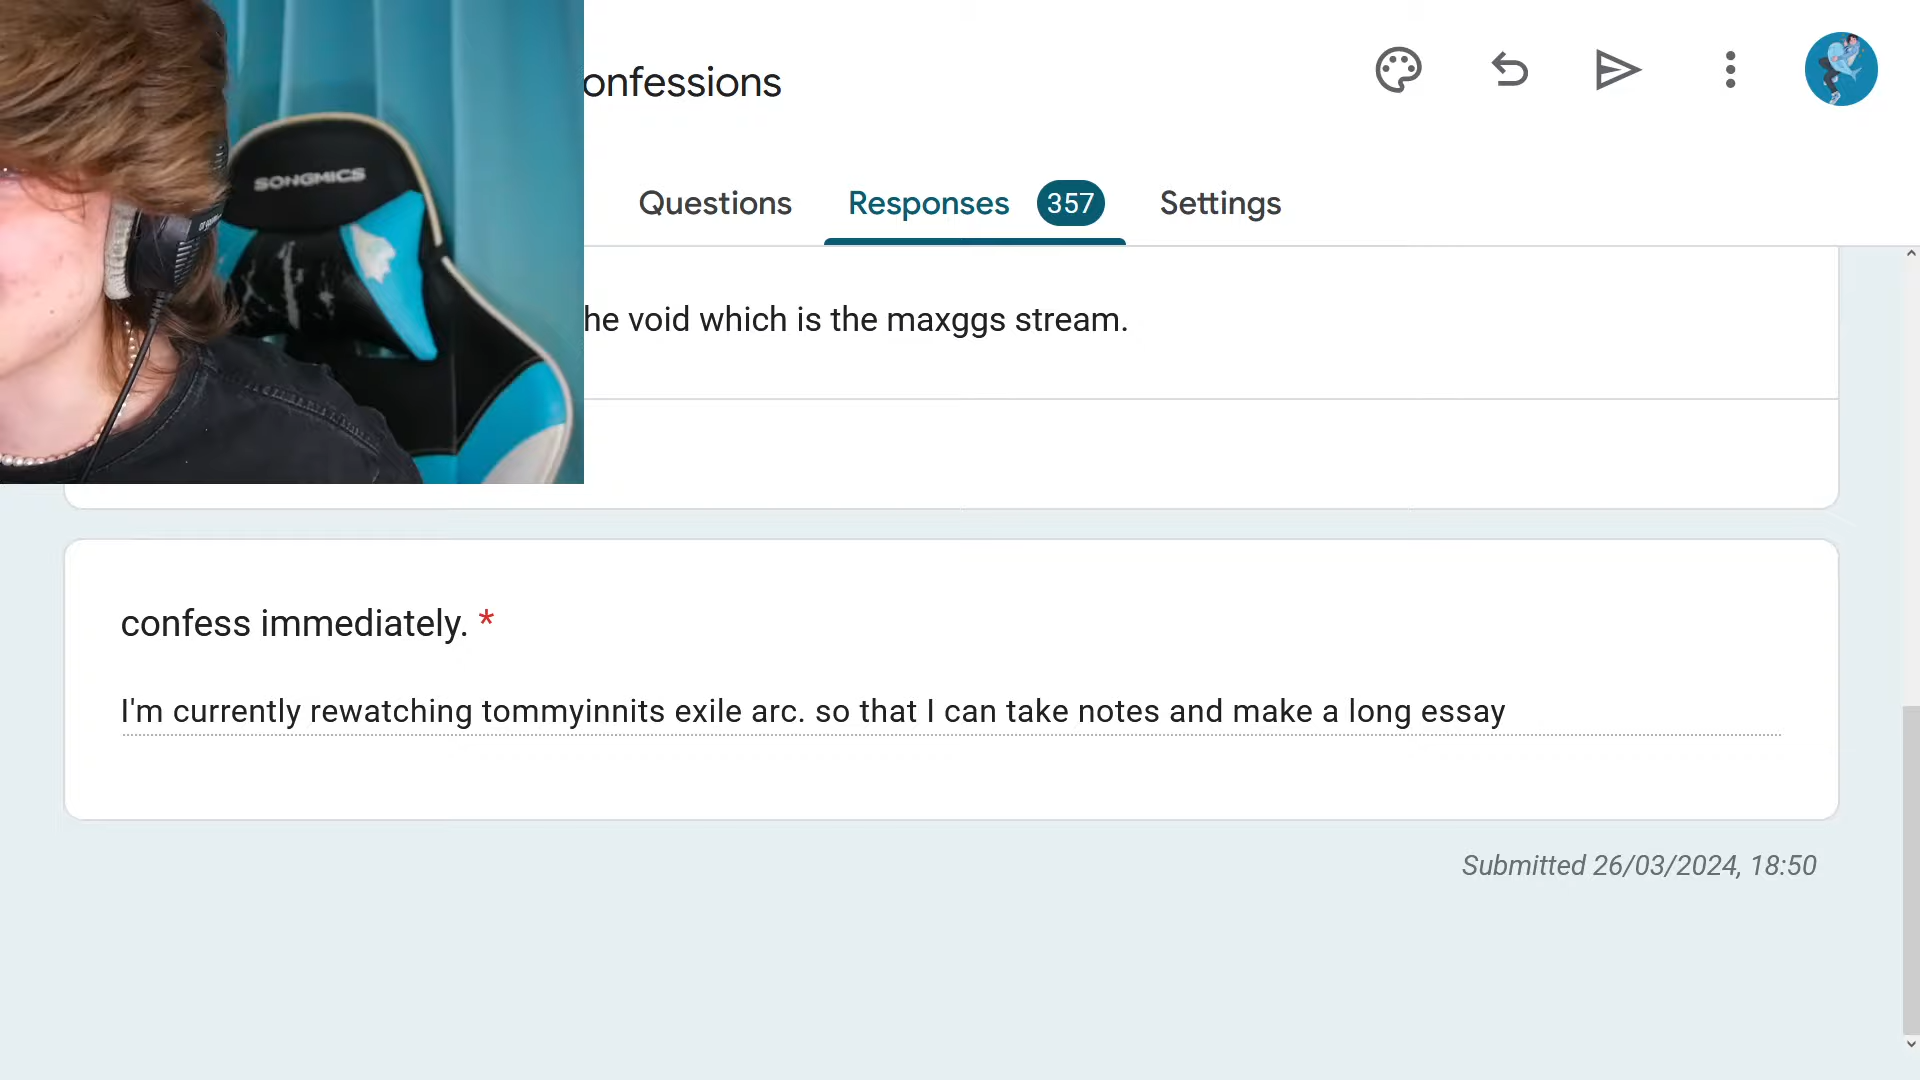 onfessions
Questions
Responses
357
Settings
SONGMICS
he void which is the maxggs stream.
confess immediately. *
I'm currently rewatching tommyinnits exile arc. so that I can take notes and make a long essay
Submitted 26/03/2024, 18:50